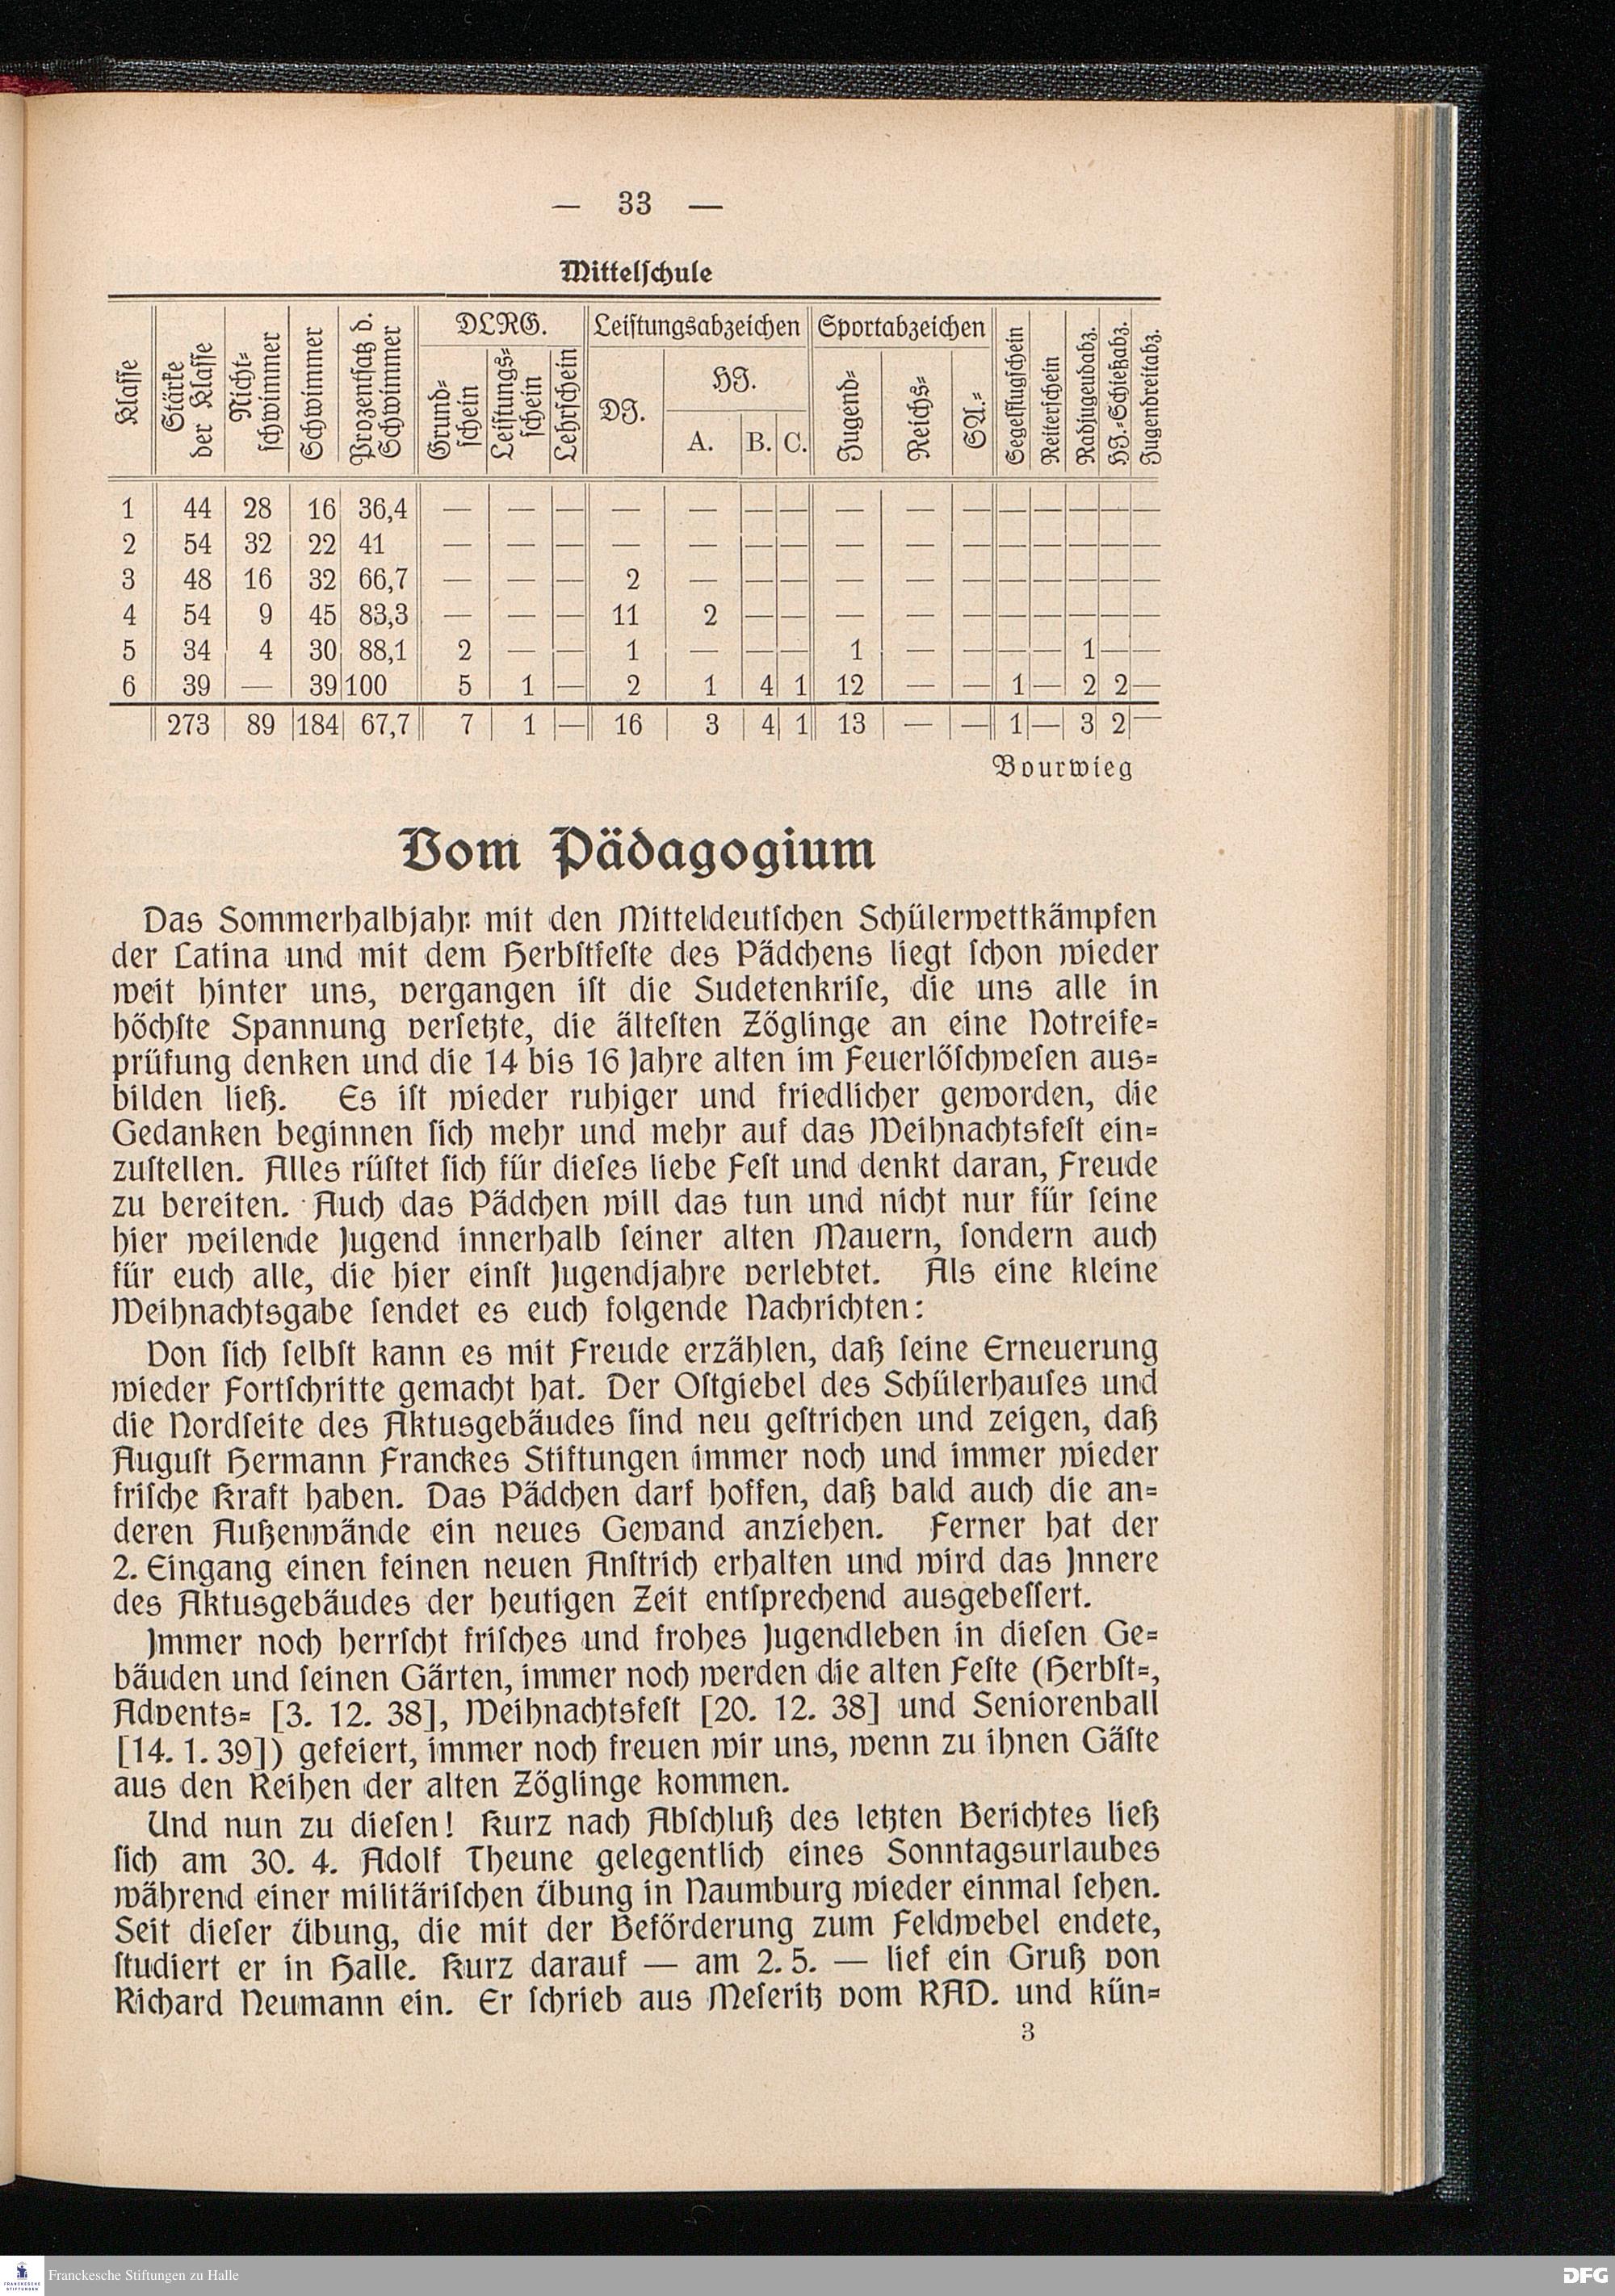 — 33 —
Mittelschule
Klasse | Stärke der Klasse | Nicht-schwimmer | Schwimmer | Prozentsatz d. Schwimmer | DLRG. Grund-schein | Leistungs-schein | Lehrschein | Leistungsabzeichen DJ. | HJ. A. | B. | C. | Sportabzeichen Jugend- | Reichs- | SA.- | Segelflugschein | Reiterschein | Radjugendabz. | HJ.-Schießabz. | Jugendreitabz.
1 44 28 16 36,4 — — — — — — — — — — — — — — —
2 54 32 22 41 — — — — — — — — — — — — — — —
3 48 16 32 66,7 — — — 2 — — — — — — — — — — —
4 54 9 45 83,3 — — — 11 2 — — — — — — — — — —
5 34 4 30 88,1 2 — — 1 — — — 1 — — — — 1 — —
6 39 — 39 100 5 1 — 2 1 4 1 12 — — 1 — 2 2 —
273 89 184 67,7 7 1 — 16 3 4 1 13 — — 1 — 3 2 —
Bourwieg
Vom Pädagogium
Das Sommerhalbjahr mit den Mitteldeutschen Schülerwettkämpfen
der Latina und mit dem Herbstfeste des Pädchens liegt schon wieder
weit hinter uns, vergangen ist die Sudetenkrise, die uns alle in
höchste Spannung versetzte, die ältesten Zöglinge an eine Notreife-
prüfung denken und die 14 bis 16 Jahre alten im Feuerlöschwesen aus-
bilden ließ. Es ist wieder ruhiger und friedlicher geworden, die
Gedanken beginnen sich mehr und mehr auf das Weihnachtsfest ein-
zustellen. Alles rüstet sich für dieses liebe Fest und denkt daran, Freude
zu bereiten. Auch das Pädchen will das tun und nicht nur für seine
hier weilende Jugend innerhalb seiner alten Mauern, sondern auch
für euch alle, die hier einst Jugendjahre verlebtet. Als eine kleine
Weihnachtsgabe sendet es euch folgende Nachrichten:
Von sich selbst kann es mit Freude erzählen, daß seine Erneuerung
wieder Fortschritte gemacht hat. Der Ostgiebel des Schülerhauses und
die Nordseite des Aktusgebäudes sind neu gestrichen und zeigen, daß
August Hermann Franckes Stiftungen immer noch und immer wieder
frische Kraft haben. Das Pädchen darf hoffen, daß bald auch die an-
deren Außenwände ein neues Gewand anziehen. Ferner hat der
2. Eingang einen feinen neuen Anstrich erhalten und wird das Innere
des Aktusgebäudes der heutigen Zeit entsprechend ausgebessert.
Immer noch herrscht frisches und frohes Jugendleben in diesen Ge-
bäuden und seinen Gärten, immer noch werden die alten Feste (Herbst-,
Advents- [3. 12. 38], Weihnachtsfest [20. 12. 38] und Seniorenball
[14. 1. 39]) gefeiert, immer noch freuen wir uns, wenn zu ihnen Gäste
aus den Reihen der alten Zöglinge kommen.
Und nun zu diesen! Kurz nach Abschluß des letzten Berichtes ließ
sich am 30. 4. Adolf Theune gelegentlich eines Sonntagsurlaubes
während einer militärischen Übung in Naumburg wieder einmal sehen.
Seit dieser Übung, die mit der Beförderung zum Feldwebel endete,
studiert er in Halle. Kurz darauf — am 2. 5. — lief ein Gruß von
Richard Neumann ein. Er schrieb aus Meseritz vom RAD. und kün-
3
FRANCKESCHE STIFTUNGEN
Franckesche Stiftungen zu Halle
DFG